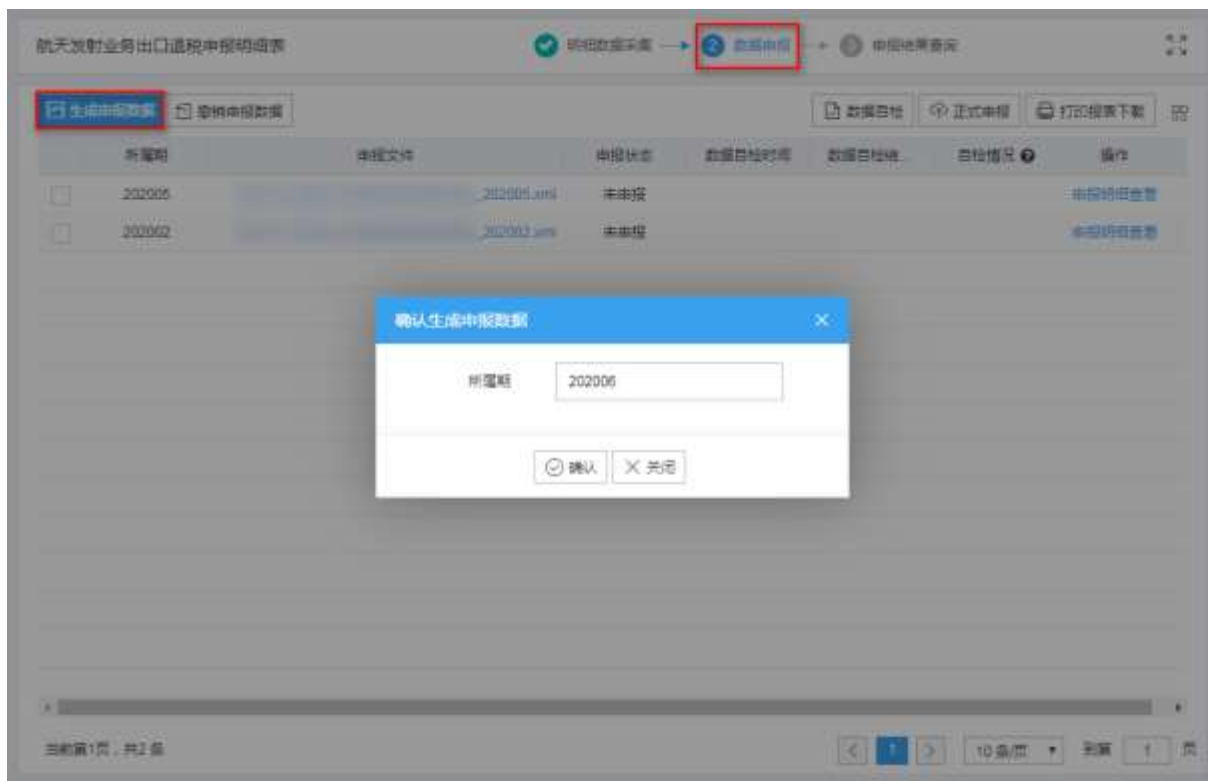 航天发射业务出口退税申报明细表
明细数据采集
2 数据申报
3 申报结果查询
生成申报数据 撤销申报数据 数据自检 正式申报 打印报表下载
所属期 申报文件 申报状态 数据自检时间 数据自检结... 自检情况 操作
202005 _202005.xml 未申报 申报明细查看
202002 _202002.xml 未申报 申报明细查看
确认生成申报数据
所属期 202006
确认 关闭
当前第1页，共2条 1 10条/页 到第 1 页